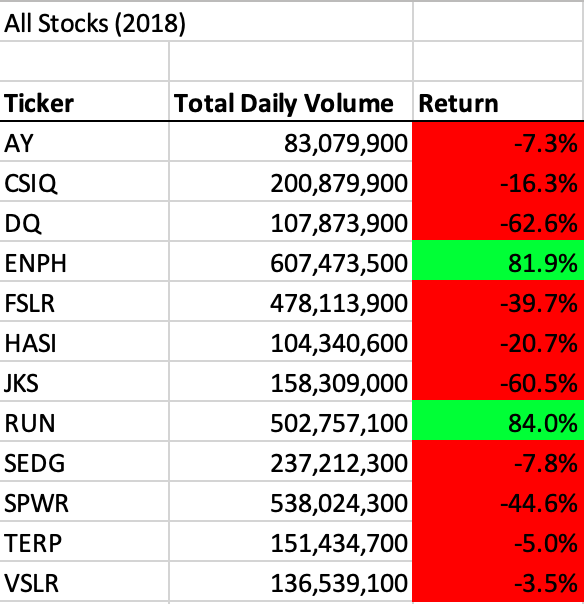 All Stocks (2018)
Ticker Total Daily Volume Return
AY 83,079,900 -7.3%
CSIQ 200,879,900 -16.3%
DQ 107,873,900 -62.6%
ENPH 607,473,500 81.9%
FSLR 478,113,900 -39.7%
HASI 104,340,600 -20.7%
JKS 158,309,000 -60.5%
RUN 502,757,100 84.0%
SEDG 237,212,300 -7.8%
SPWR 538,024,300 -44.6%
TERP 151,434,700 -5.0%
VSLR 136,539,100 -3.5%